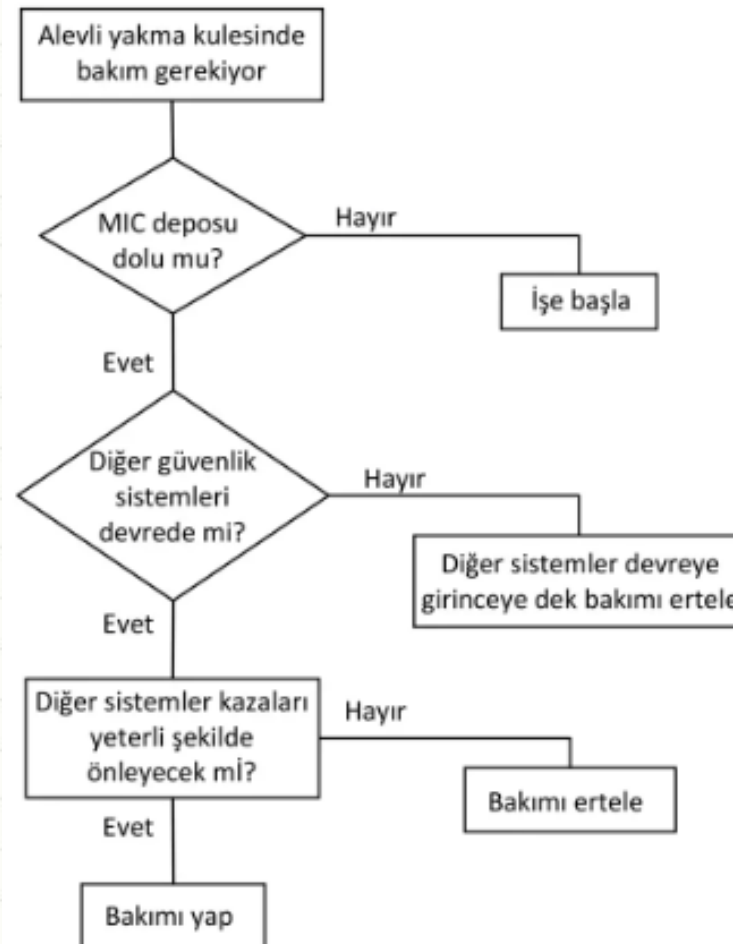 Alevli yakma kulesinde
bakım gerekiyor
MIC deposu
dolu mu?
Hayır
İşe başla
Evet
Diğer güvenlik
sistemleri
devrede mi?
Hayır
Diğer sistemler devreye
girinceye dek bakımı ertele
Evet
Diğer sistemler kazaları
yeterli şekilde
önleyecek mİ?
Hayır
Bakımı ertele
Evet
Bakımı yap